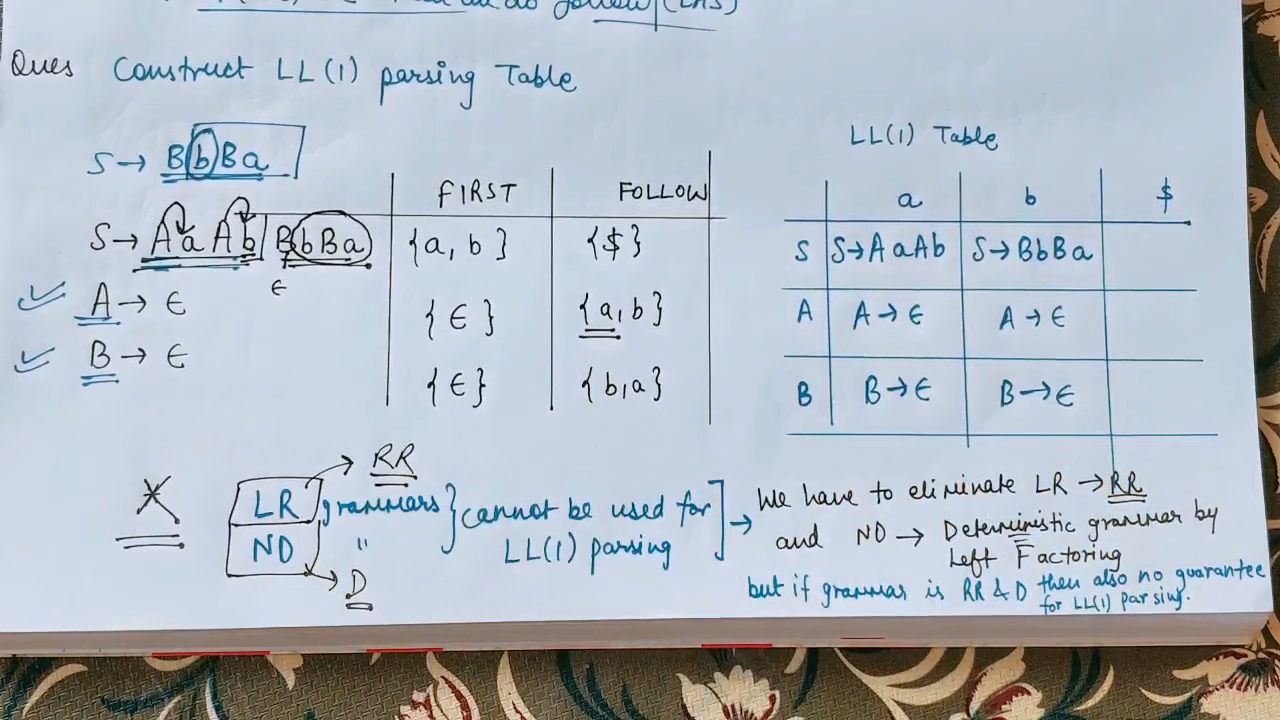 follow (LAS)
Ques Construct LL(1) parsing Table
S → BbBa
S → AaAb | BbBa
ϵ
A → ϵ
B → ϵ
FIRST FOLLOW
{a, b} {$}
{ϵ} {a, b}
{ϵ} {b, a}
LL(1) Table
a b $
S S → AaAb S → BbBa
A A → ϵ A → ϵ
B B → ϵ B → ϵ
RR
LR grammars } cannot be used for
ND " LL(1) parsing
D
We have to eliminate LR → RR
and ND → Deterministic grammar by
Left Factoring
but if grammar is RR & D then also no guarantee
for LL(1) parsing.